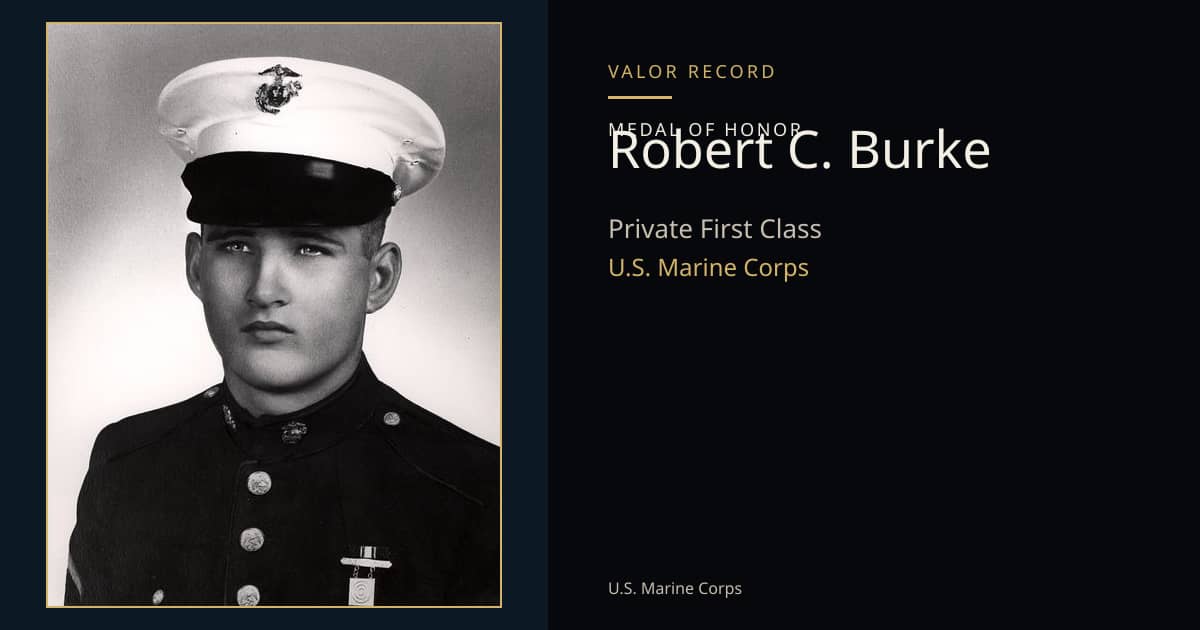 VALOR RECORD
MEDAL OF HONOR
Robert C. Burke
Private First Class
U.S. Marine Corps
U.S. Marine Corps